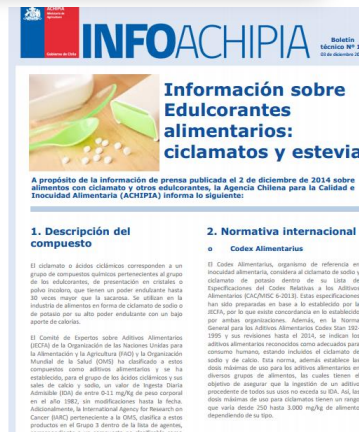 ACHIPIA
Gobierno de Chile
INFOACHIPIA
Boletín
técnico Nº 1
Información sobre
Edulcorantes
alimentarios:
ciclamatos y estevia
A propósito de la información de prensa publicada el 2 de diciembre de 2014 sobre
alimentos con ciclamato y otros edulcorantes, la Agencia Chilena para la Calidad e
Inocuidad Alimentaria (ACHIPIA) informa lo siguiente:
1. Descripción del
compuesto
El ciclamato o ácidos ciclámicos corresponden a un
grupo de compuestos químicos pertenecientes al grupo
de los edulcorantes, de presentación en cristales o
polvo incoloro, que tienen un poder endulzante hasta
30 veces mayor que la sacarosa. Se utilizan en la
industria de alimentos en forma de ciclamato de sodio o
de potasio por su alto poder endulzante con un bajo
aporte de calorías.
El Comité de Expertos sobre Aditivos Alimentarios
(JECFA) de la Organización de las Naciones Unidas para
la Alimentación y la Agricultura (FAO) y la Organización
Mundial de la Salud (OMS) ha clasificado a estos
compuestos como aditivos alimentarios y se ha
establecido, para el grupo de los ácidos ciclámicos y sus
sales de calcio y sodio, un valor de Ingesta Diaria
Admisible (IDA) de entre 0-11 mg/Kg de peso corporal
en el año 1982, sin modificaciones hasta la fecha.
Adicionalmente, la International Agency for Research on
Cancer (IARC) perteneciente a la OMS, clasifica a estos
productos en el Grupo 3 dentro de la lista de agentes,
2. Normativa internacional
o Codex Alimentarius
El Codex Alimentarius, organismo de referencia en
inocuidad alimentaria, considera al ciclamato de sodio y
ciclamato de potasio dentro de su Lista de
Especificaciones del Codex Relativas a los Aditivos
Alimentarios (CAC/MISC 6-2013). Estas especificaciones
han sido preparadas en base a lo establecido por la
JECFA, por lo que existe concordancia en lo establecido
por ambas organizaciones. Además, en la Norma
General para los Aditivos Alimentarios Codex Stan 192-
1995 y sus revisiones hasta el 2014, se indican los
aditivos alimentarios reconocidos como adecuados para
consumo humano, estando incluidos el ciclamato de
sodio y de calcio. Esta norma, además establece las
dosis máximas de uso para los aditivos alimentarios en
diversos grupos de alimentos, las cuales tienen el
objetivo de asegurar que la ingestión de un aditivo
procedente de todos sus usos no exceda su IDA. Así, las
dosis máximas de uso para ciclamatos tienen un rango
que varía desde 250 hasta 3.000 mg/kg de alimento
dependiendo de su tipo.